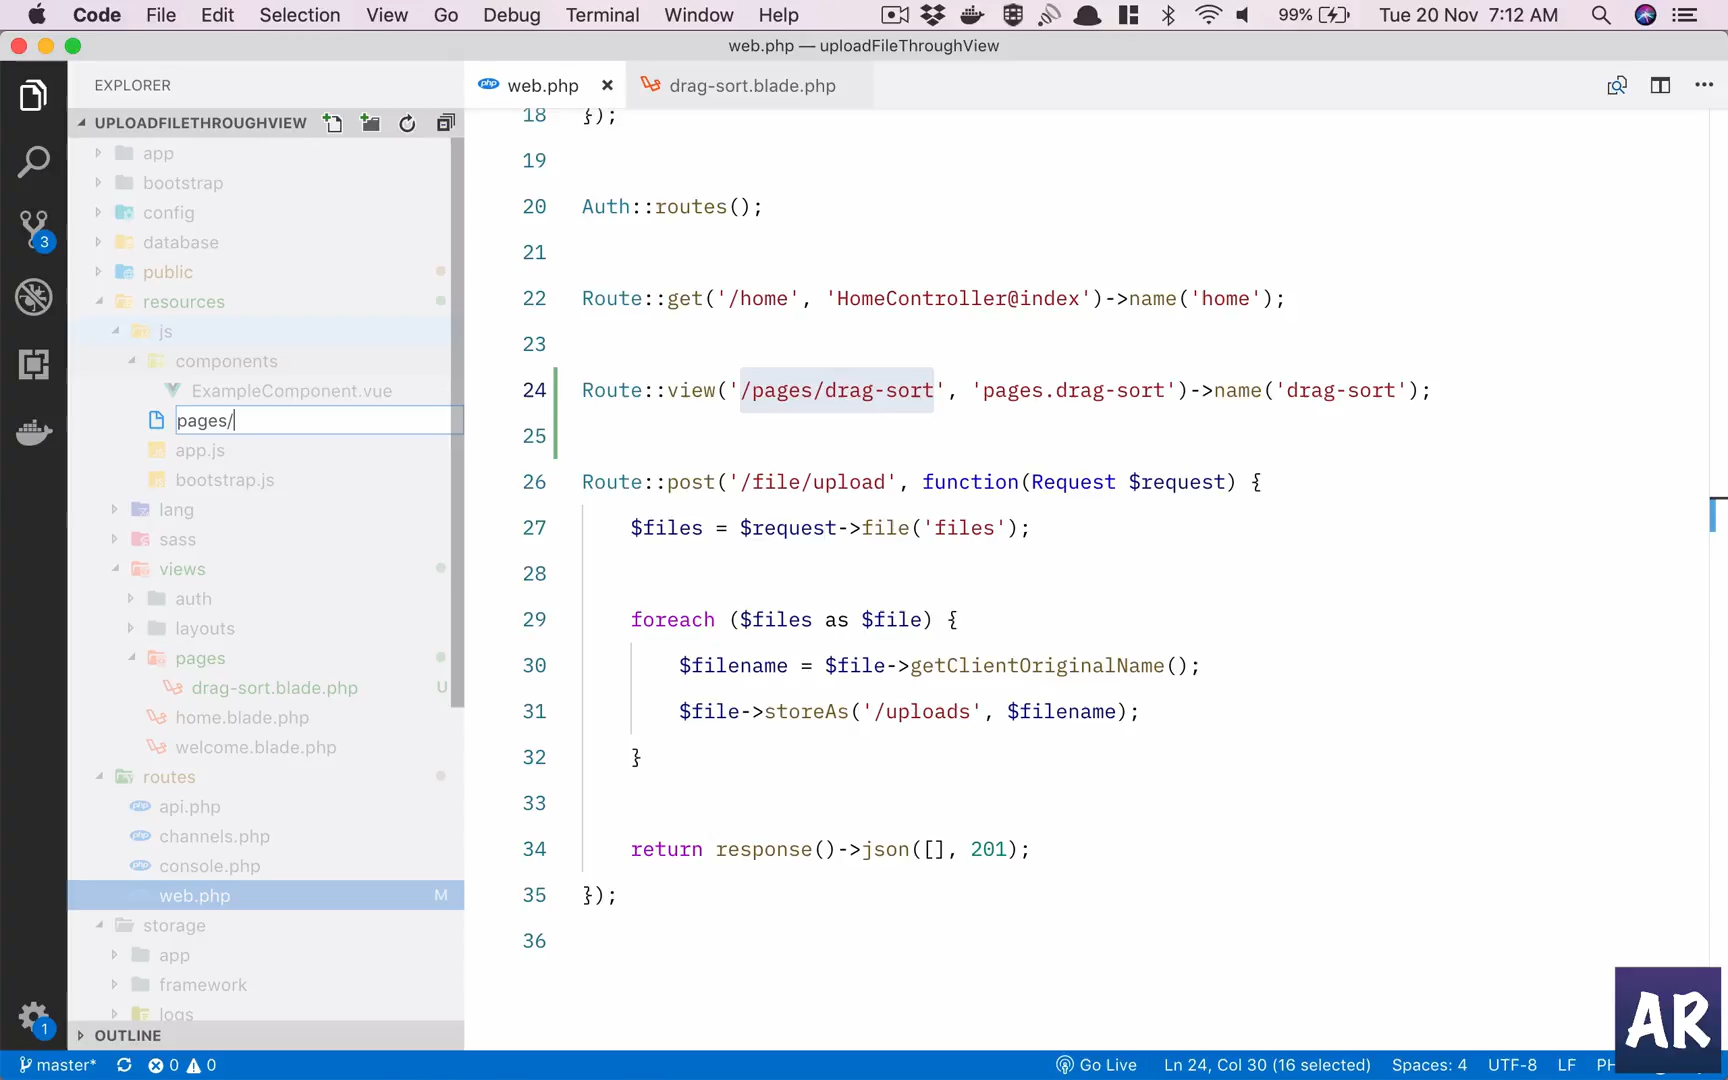 Code File Edit Selection View Go Debug Terminal Window Help 99% Tue 20 Nov 7:12 AM
web.php — uploadFileThroughView
EXPLORER
web.php
drag-sort.blade.php
UPLOADFILETHROUGHVIEW
app
bootstrap
config
database
public
resources
js
components
ExampleComponent.vue
pages/
app.js
bootstrap.js
lang
sass
views
auth
layouts
pages
drag-sort.blade.php U
home.blade.php
welcome.blade.php
routes
api.php
channels.php
console.php
web.php M
storage
app
framework
logs
OUTLINE
3
1
18 });
19
20 Auth::routes();
21
22 Route::get('/home', 'HomeController@index')->name('home');
23
24 Route::view('/pages/drag-sort', 'pages.drag-sort')->name('drag-sort');
25
26 Route::post('/file/upload', function(Request $request) {
27 $files = $request->file('files');
28
29 foreach ($files as $file) {
30 $filename = $file->getClientOriginalName();
31 $file->storeAs('/uploads', $filename);
32 }
33
34 return response()->json([], 201);
35 });
36
AR
master* 0 0 Go Live Ln 24, Col 30 (16 selected) Spaces: 4 UTF-8 LF